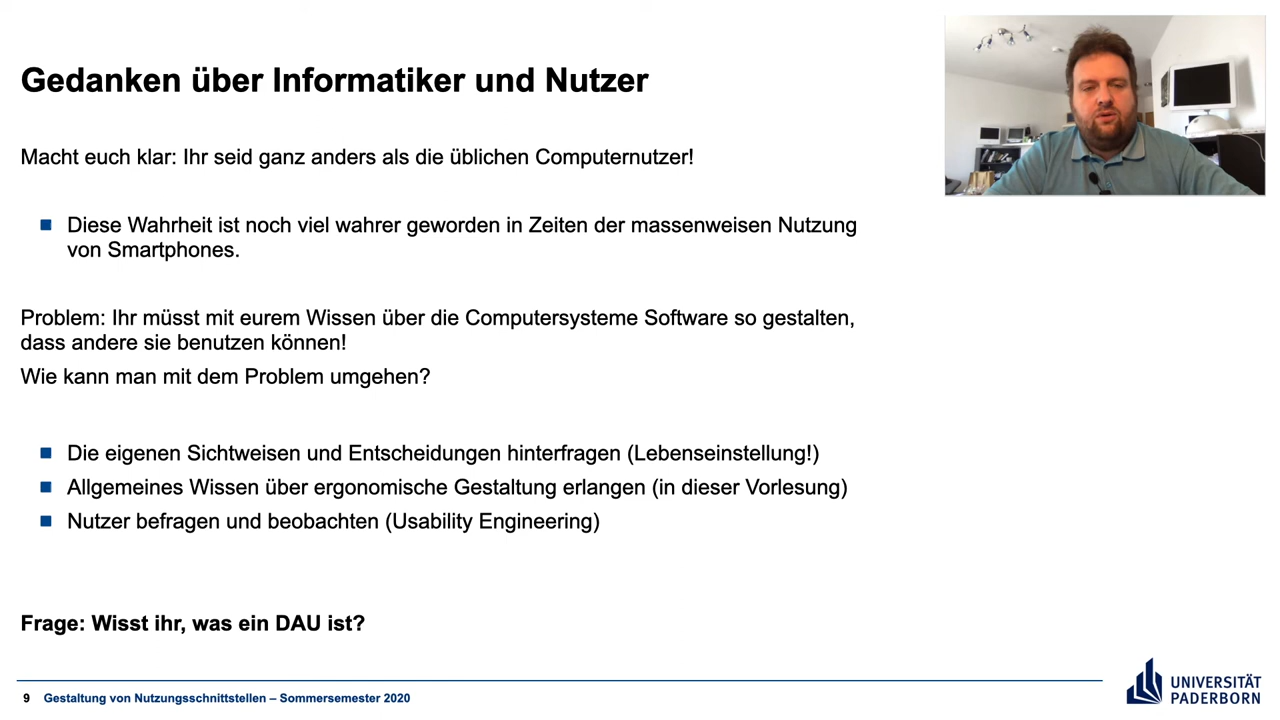 Gedanken über Informatiker und Nutzer
Macht euch klar: Ihr seid ganz anders als die üblichen Computernutzer!
Diese Wahrheit ist noch viel wahrer geworden in Zeiten der massenweisen Nutzung
von Smartphones.
Problem: Ihr müsst mit eurem Wissen über die Computersysteme Software so gestalten,
dass andere sie benutzen können!
Wie kann man mit dem Problem umgehen?
Die eigenen Sichtweisen und Entscheidungen hinterfragen (Lebenseinstellung!)
Allgemeines Wissen über ergonomische Gestaltung erlangen (in dieser Vorlesung)
Nutzer befragen und beobachten (Usability Engineering)
Frage: Wisst ihr, was ein DAU ist?
9 Gestaltung von Nutzungsschnittstellen – Sommersemester 2020
UNIVERSITÄT
PADERBORN